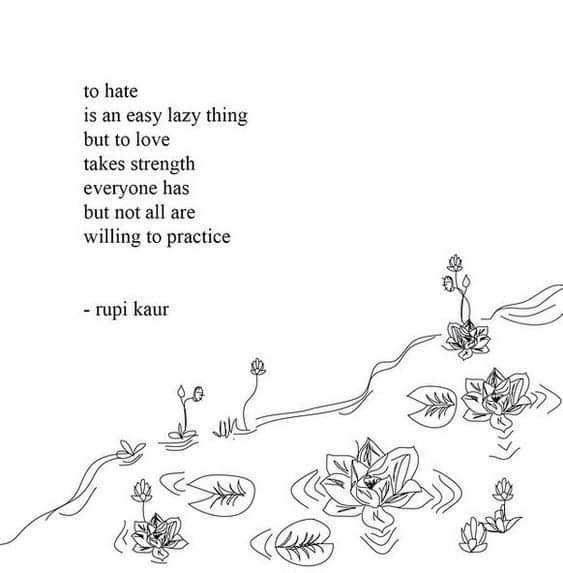 to hate
is an easy lazy thing
but to love
takes strength
everyone has
but not all are
willing to practice
- rupi kaur